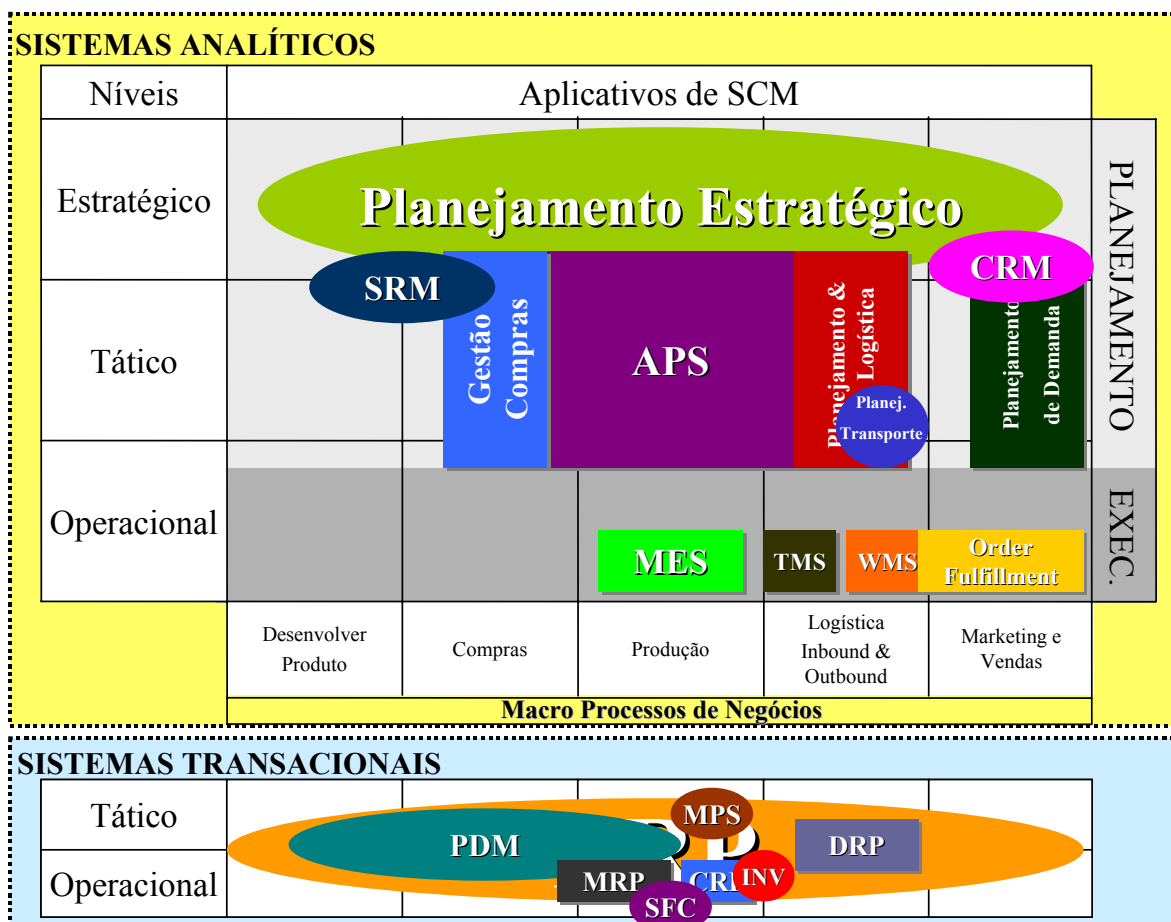 SISTEMAS ANALÍTICOS
Níveis
Aplicativos de SCM
Estratégico
Planejamento Estratégico
PLANEJAMENTO
SRM
CRM
Tático
Gestão
Compras
APS
Planejamento &
Logística
Planej.
Transporte
Planejamento
de Demanda
Operacional
MES
TMS
WMS
Order
Fulfillment
EXEC.
Desenvolver
Produto
Compras
Produção
Logística
Inbound &
Outbound
Marketing e
Vendas
Macro Processos de Negócios
SISTEMAS TRANSACIONAIS
Tático
MPS
PDM
DRP
Operacional
MRP
INV
SFC